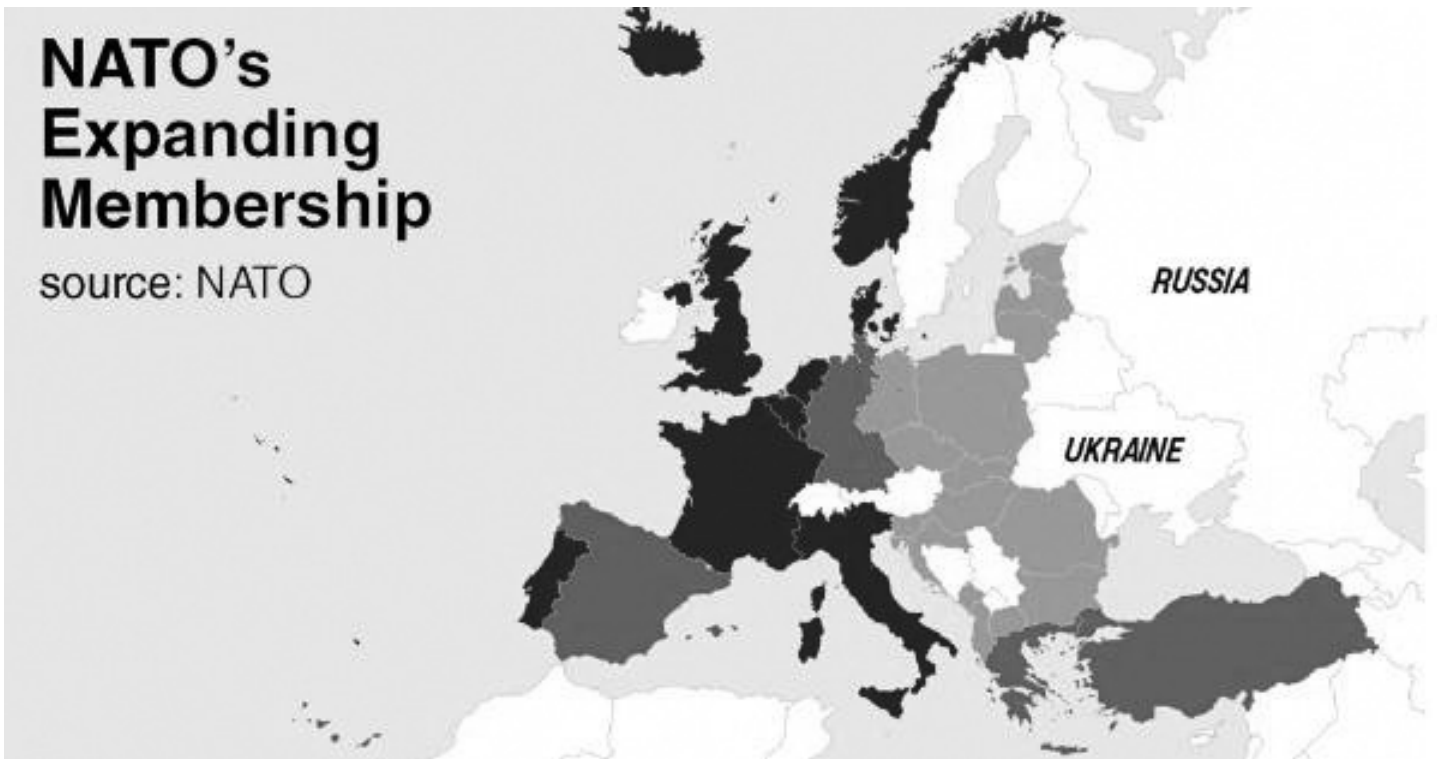 NATO's
Expanding
Membership
source: NATO
RUSSIA
UKRAINE